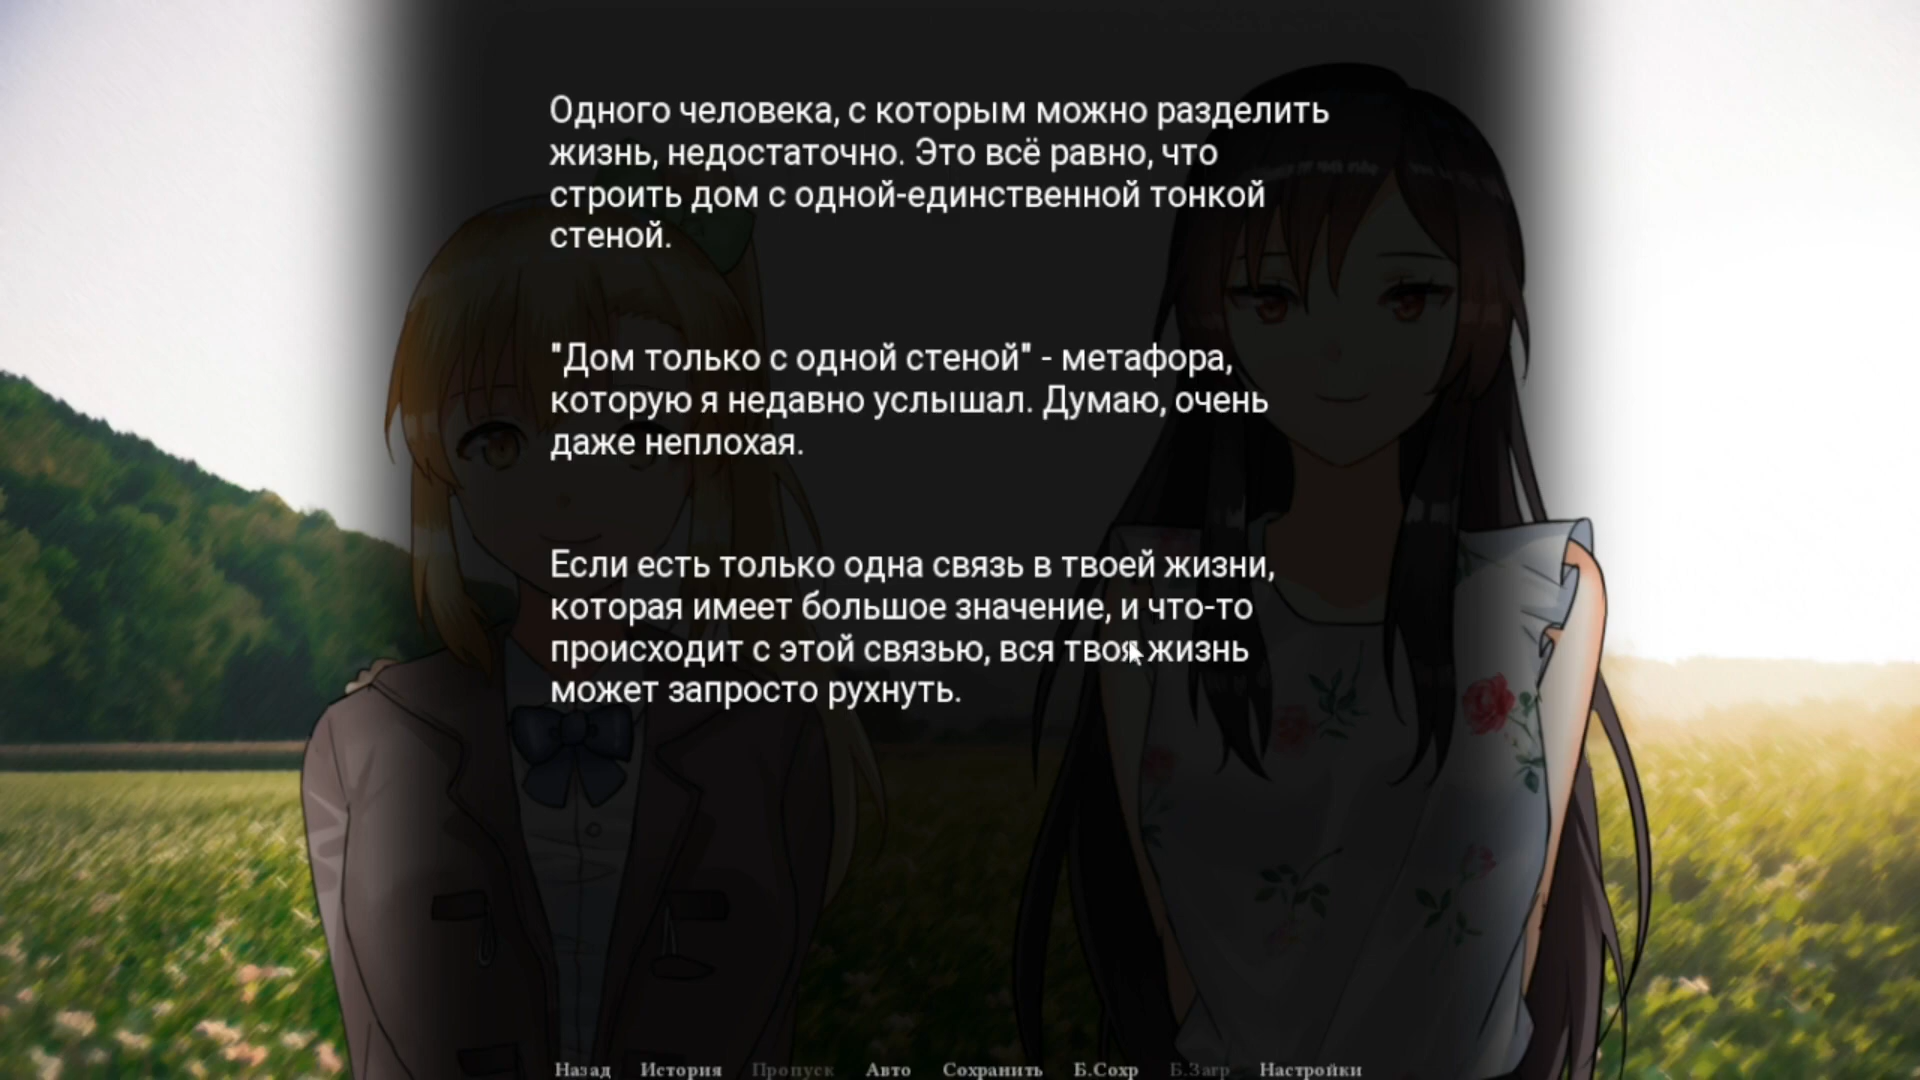 Одного человека, с которым можно разделить
жизнь, недостаточно. Это всё равно, что
строить дом с одной-единственной тонкой
стеной.
"Дом только с одной стеной" - метафора,
которую я недавно услышал. Думаю, очень
даже неплохая.
Если есть только одна связь в твоей жизни,
которая имеет большое значение, и что-то
происходит с этой связью, вся твоя жизнь
может запросто рухнуть.
Назад История Пропуск Авто Сохранить Б.Сохр Б.Загр Настройки